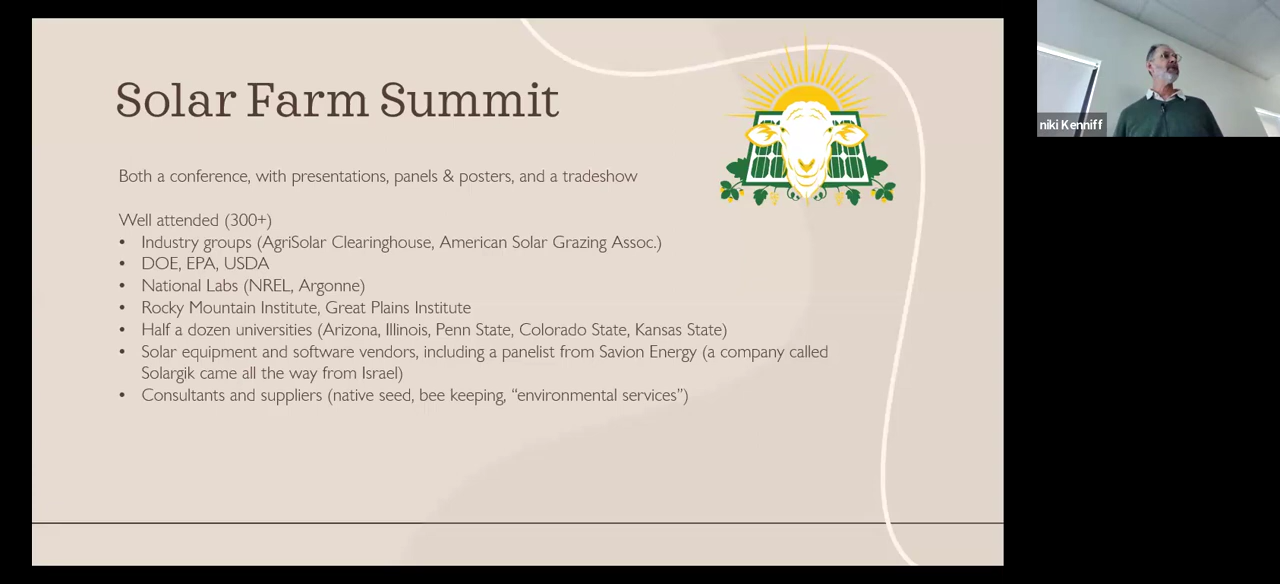 Solar Farm Summit
Both a conference, with presentations, panels & posters, and a tradeshow
Well attended (300+)
• Industry groups (AgriSolar Clearinghouse, American Solar Grazing Assoc.)
• DOE, EPA, USDA
• National Labs (NREL, Argonne)
• Rocky Mountain Institute, Great Plains Institute
• Half a dozen universities (Arizona, Illinois, Penn State, Colorado State, Kansas State)
• Solar equipment and software vendors, including a panelist from Savion Energy (a company called
Solargik came all the way from Israel)
• Consultants and suppliers (native seed, bee keeping, “environmental services”)
niki Kenniff